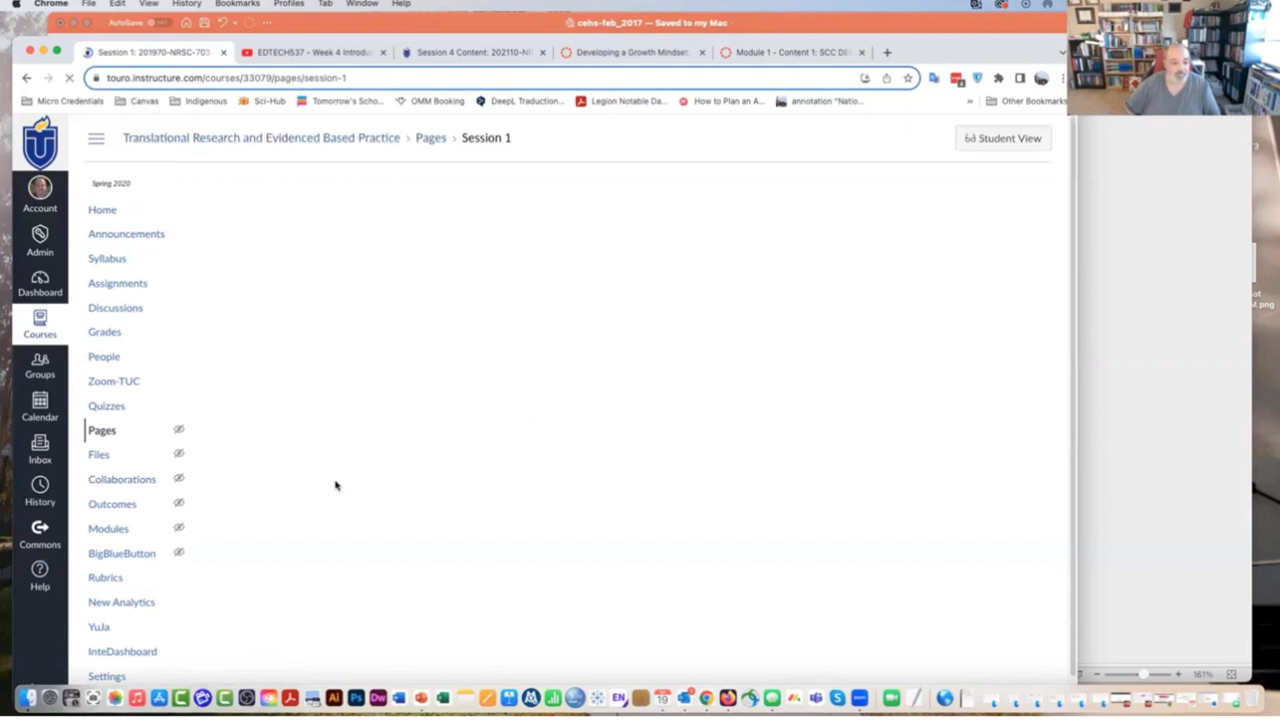 Chrome File Edit View History Bookmarks Profiles Tab Window Help
AutoSave
cehs-feb_2017 — Saved to my Mac
Session 1: 201970-NRSC-703
EDTECH537 - Week 4 Introdu
Session 4 Content: 202110-NR
Developing a Growth Mindset:
Module 1 - Content 1: SCC DE
touro.instructure.com/courses/33079/pages/session-1
Micro Credentials
Canvas
Indigenous
Sci-Hub
Tomorrow's Scho...
OMM Booking
DeepL Traduction...
Legion Notable Da...
How to Plan an A...
annotation "Natio...
»
Other Bookmarks
Translational Research and Evidenced Based Practice › Pages › Session 1
Student View
Spring 2020
Home
Announcements
Syllabus
Assignments
Discussions
Grades
People
Zoom-TUC
Quizzes
Pages
Files
Collaborations
Outcomes
Modules
BigBlueButton
Rubrics
New Analytics
YuJa
InteDashboard
Settings
Account
Admin
Dashboard
Courses
Groups
Calendar
Inbox
History
Commons
Help
161%